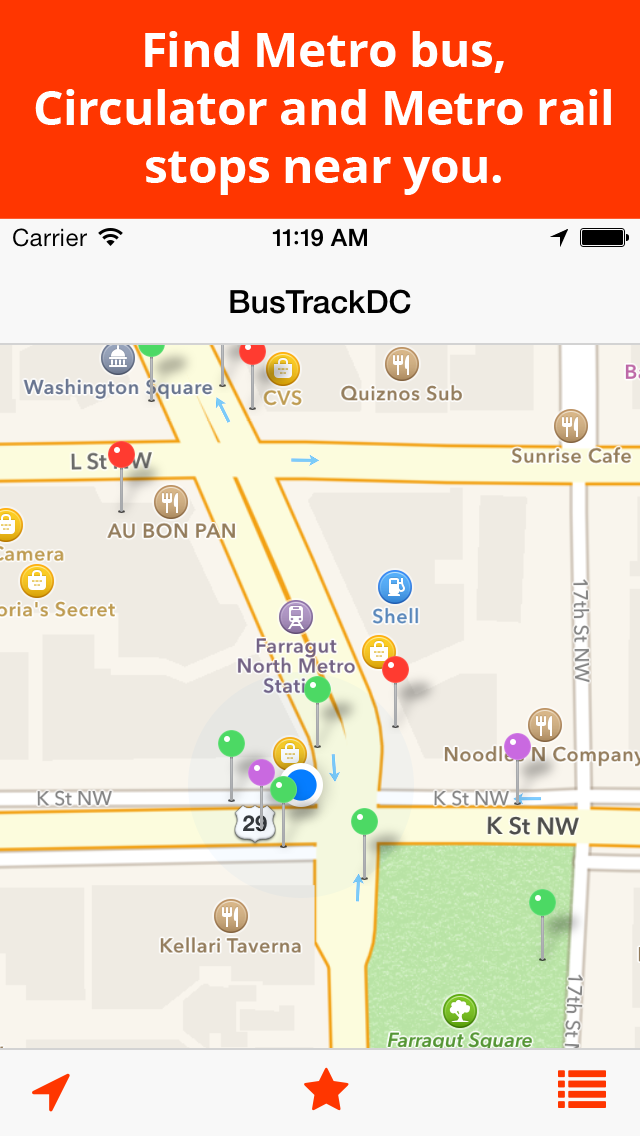 Find Metro bus,
Circulator and Metro rail
stops near you.
Carrier
11:19 AM
BusTrackDC
Washington Square
CVS
Quiznos Sub
Ba
L St NW
Sunrise Cafe
AU BON PAN
Camera
oria's Secret
17th St NW
Shell
Farragut
North Metro
Station
Noodles N Company
K St NW
K St NW
29
K St NW
Kellari Taverna
17th St N
Farragut Square